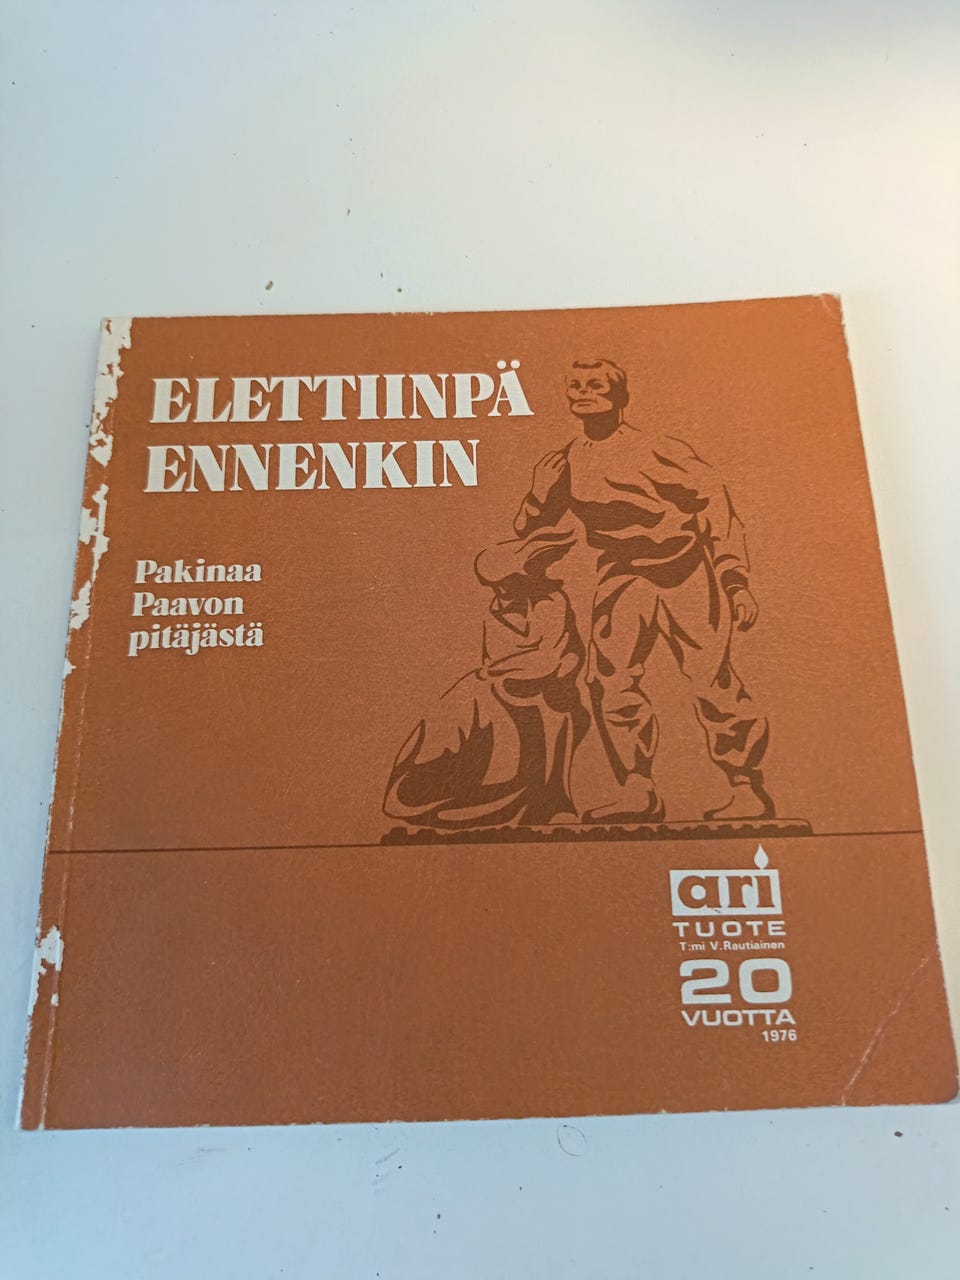 ELETTIINPÄ
ENNENKIN
Pakinaa
Paavon
pitäjästä
ari
TUOTE
T:mi V.Rautiainen
20
VUOTTA
1976